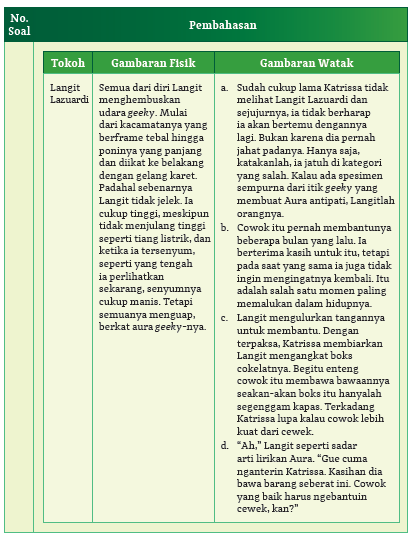 No.
Soal
Pembahasan
Tokoh
Gambaran Fisik
Gambaran Watak
Langit
Lazuardi
Semua dari diri Langit
menghembuskan
udara geeky. Mulai
dari kacamatanya yang
berframe tebal hingga
poninya yang panjang
dan diikat ke belakang
dengan gelang karet.
Padahal sebenarnya
Langit tidak jelek. Ia
cukup tinggi, meskipun
tidak menjulang tinggi
seperti tiang listrik, dan
ketika ia tersenyum,
seperti yang tengah
ia perlihatkan
sekarang, senyumnya
cukup manis. Tetapi
semuanya menguap,
berkat aura geeky-nya.
a. Sudah cukup lama Katrissa tidak
melihat Langit Lazuardi dan
sejujurnya, ia tidak berharap
ia akan bertemu dengannya
lagi. Bukan karena dia pernah
jahat padanya. Hanya saja,
katakanlah, ia jatuh di kategori
yang salah. Kalau ada spesimen
sempurna dari itik geeky yang
membuat Aura antipati, Langitlah
orangnya.
b. Cowok itu pernah membantunya
beberapa bulan yang lalu. Ia
berterima kasih untuk itu, tetapi
pada saat yang sama ia juga tidak
ingin mengingatnya kembali. Itu
adalah salah satu momen paling
memalukan dalam hidupnya.
c. Langit mengulurkan tangannya
untuk membantu. Dengan
terpaksa, Katrissa membiarkan
Langit mengangkat boks
cokelatnya. Begitu enteng
cowok itu membawa bawaannya
seakan-akan boks itu hanyalah
segenggam kapas. Terkadang
Katrissa lupa kalau cowok lebih
kuat dari cewek.
d. “Ah,” Langit seperti sadar
arti lirikan Aura. “Gue cuma
nganterin Katrissa. Kasihan dia
bawa barang seberat ini. Cowok
yang baik harus ngebantuin
cewek, kan?”